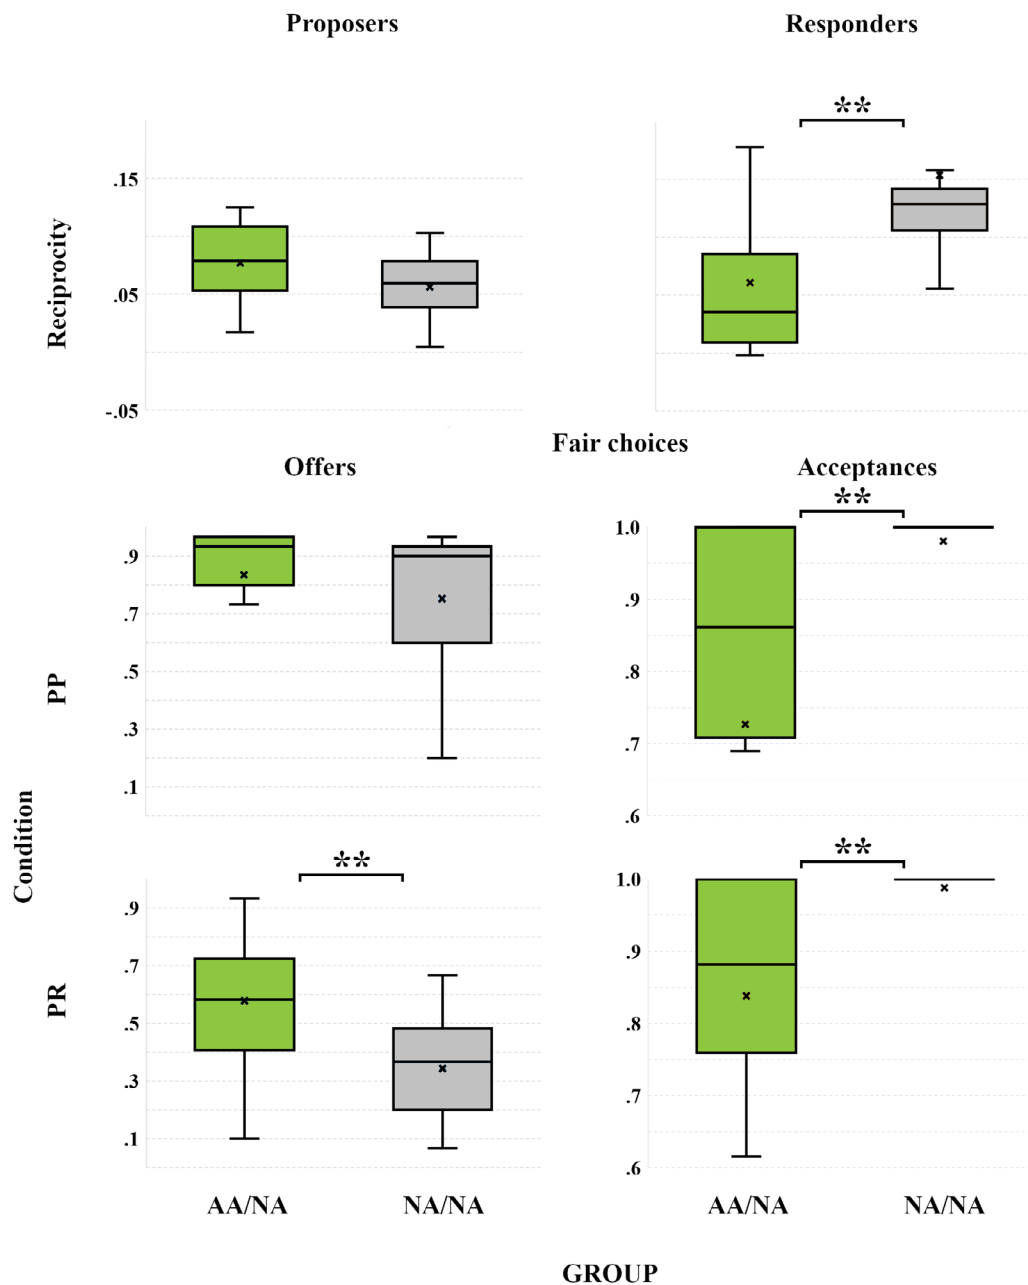 Proposers
Responders
**
.15
.05
-.05
Reciprocity
Fair choices
Offers
Acceptances
**
.9
.7
.5
.3
.1
1.0
.9
.8
.7
.6
PP
Condition
**
**
.9
.7
.5
.3
.1
1.0
.9
.8
.7
.6
PR
AA/NA
NA/NA
AA/NA
NA/NA
GROUP